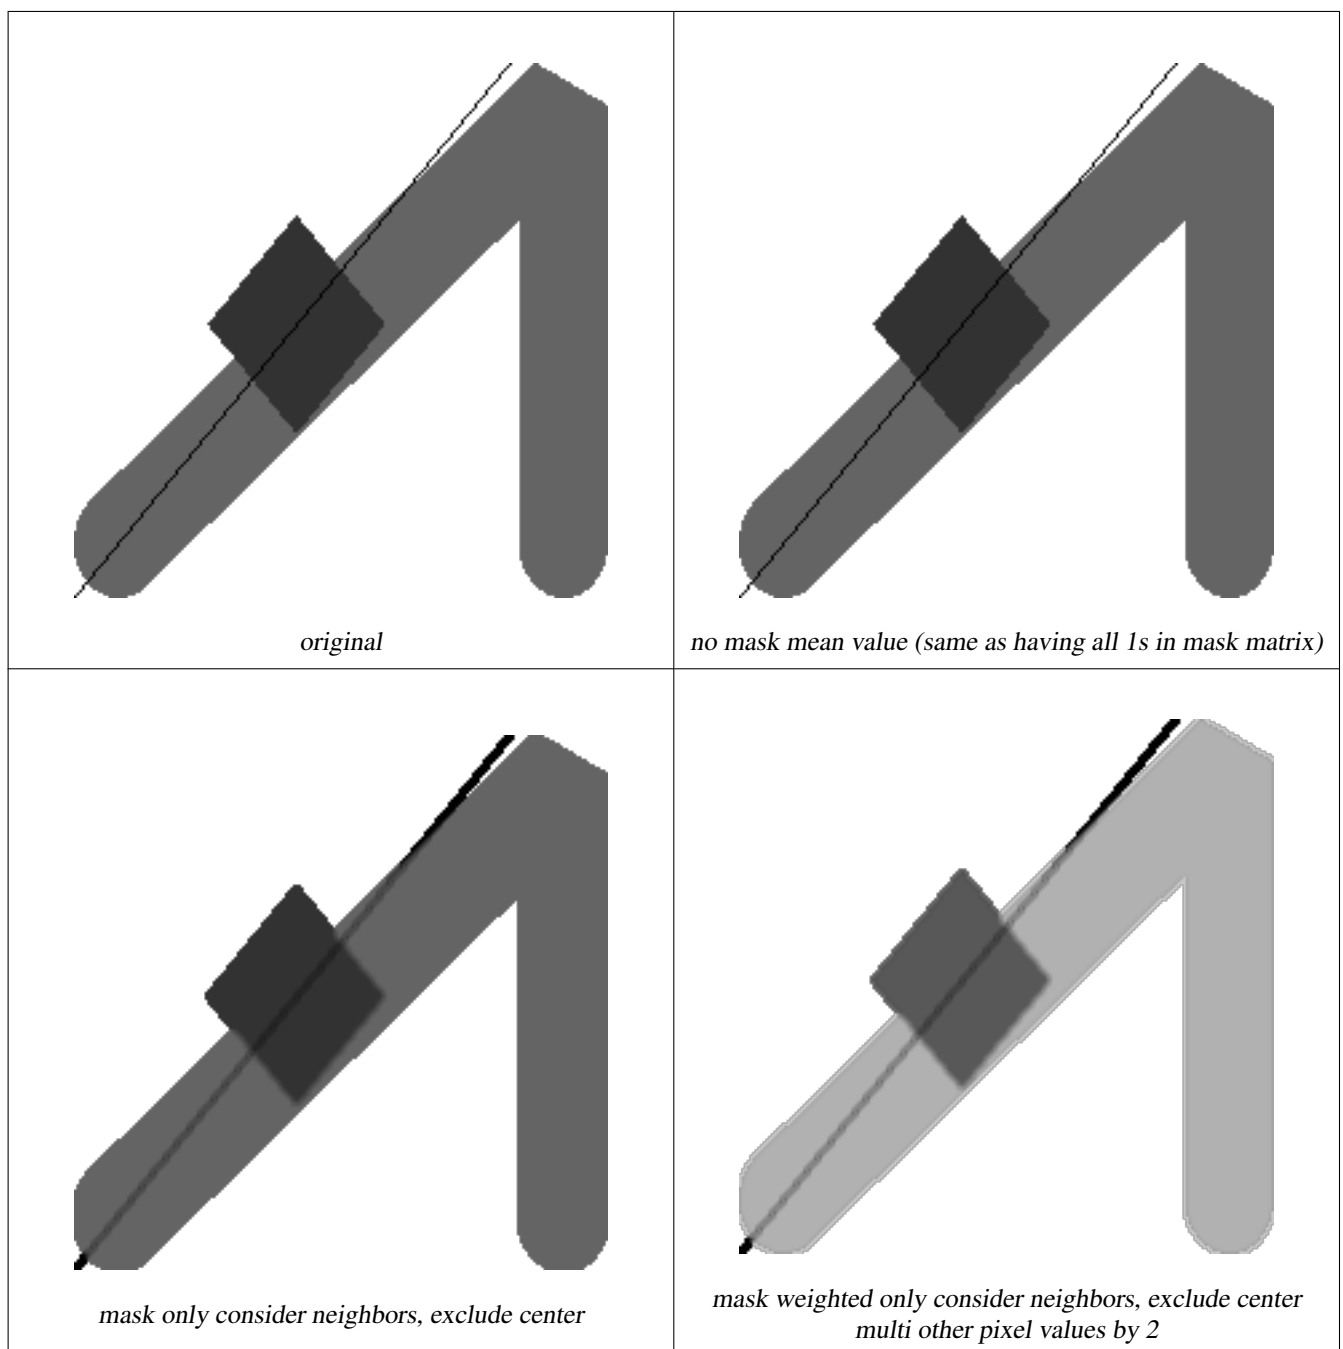 original
no mask mean value (same as having all 1s in mask matrix)
mask only consider neighbors, exclude center
mask weighted only consider neighbors, exclude center
multi other pixel values by 2